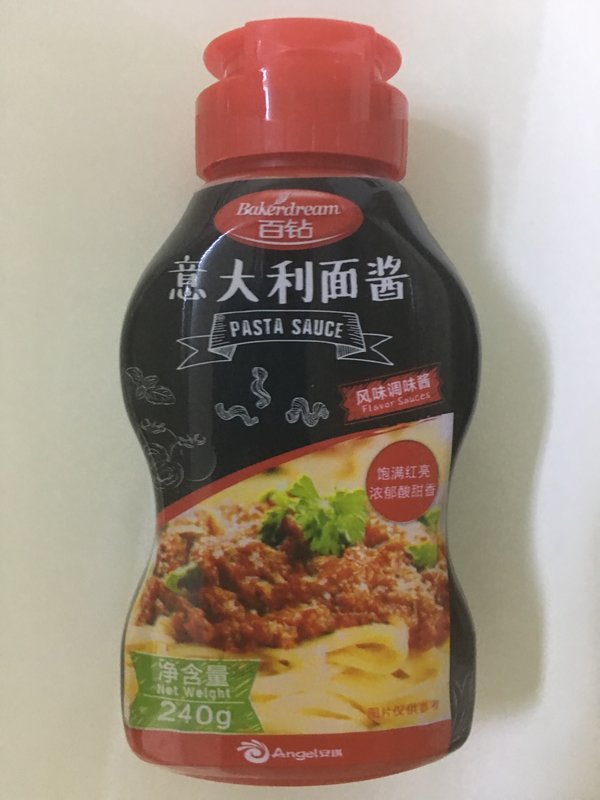 Bakerdream
百钻
意大利面酱
PASTA SAUCE
风味调味酱
Flavor Sauces
饱满红亮
浓郁酸甜香
净含量
Net Weight
240g
图片仅供参考
Angel安琪